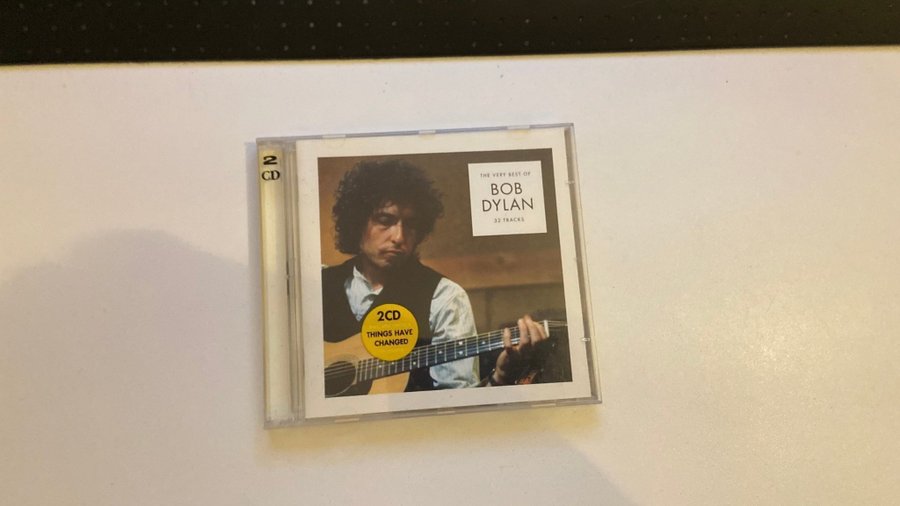 2
CD
THE VERY BEST OF
BOB
DYLAN
32 TRACKS
2CD
THINGS HAVE
CHANGED